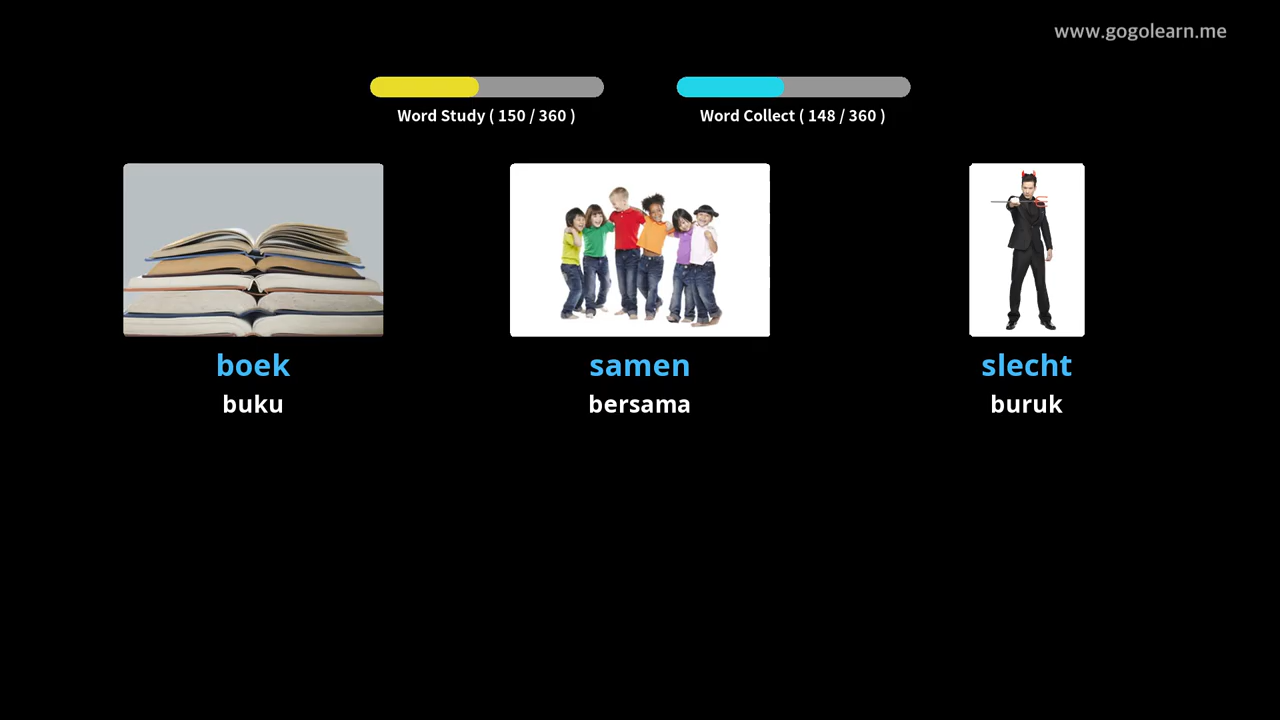 www.gogolearn.me
Word Study ( 150 / 360 )
Word Collect ( 148 / 360 )
boek
buku
samen
bersama
slecht
buruk